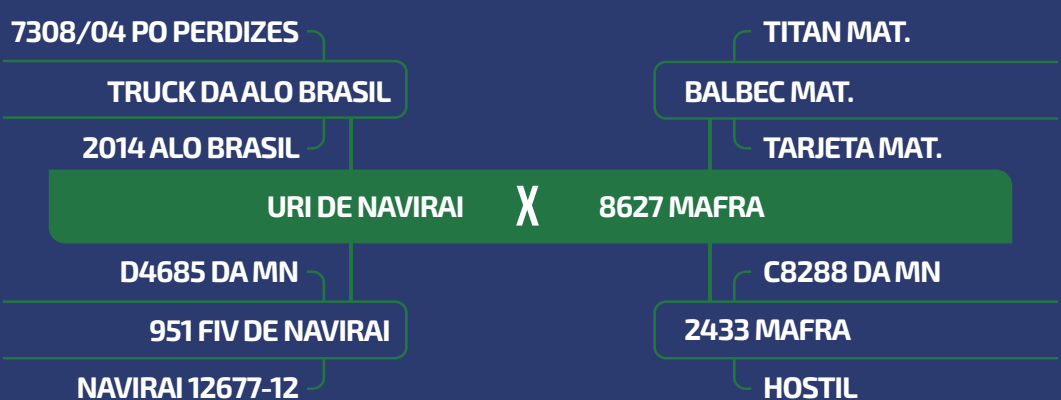 7308/04 PO PERDIZES
TITAN MAT.
TRUCK DA ALO BRASIL
BALBEC MAT.
2014 ALO BRASIL
TARJETA MAT.
URI DE NAVIRAI X 8627 MAFRA
D4685 DA MN
C8288 DA MN
951 FIV DE NAVIRAI
2433 MAFRA
NAVIRAI 12677-12
HOSTIL